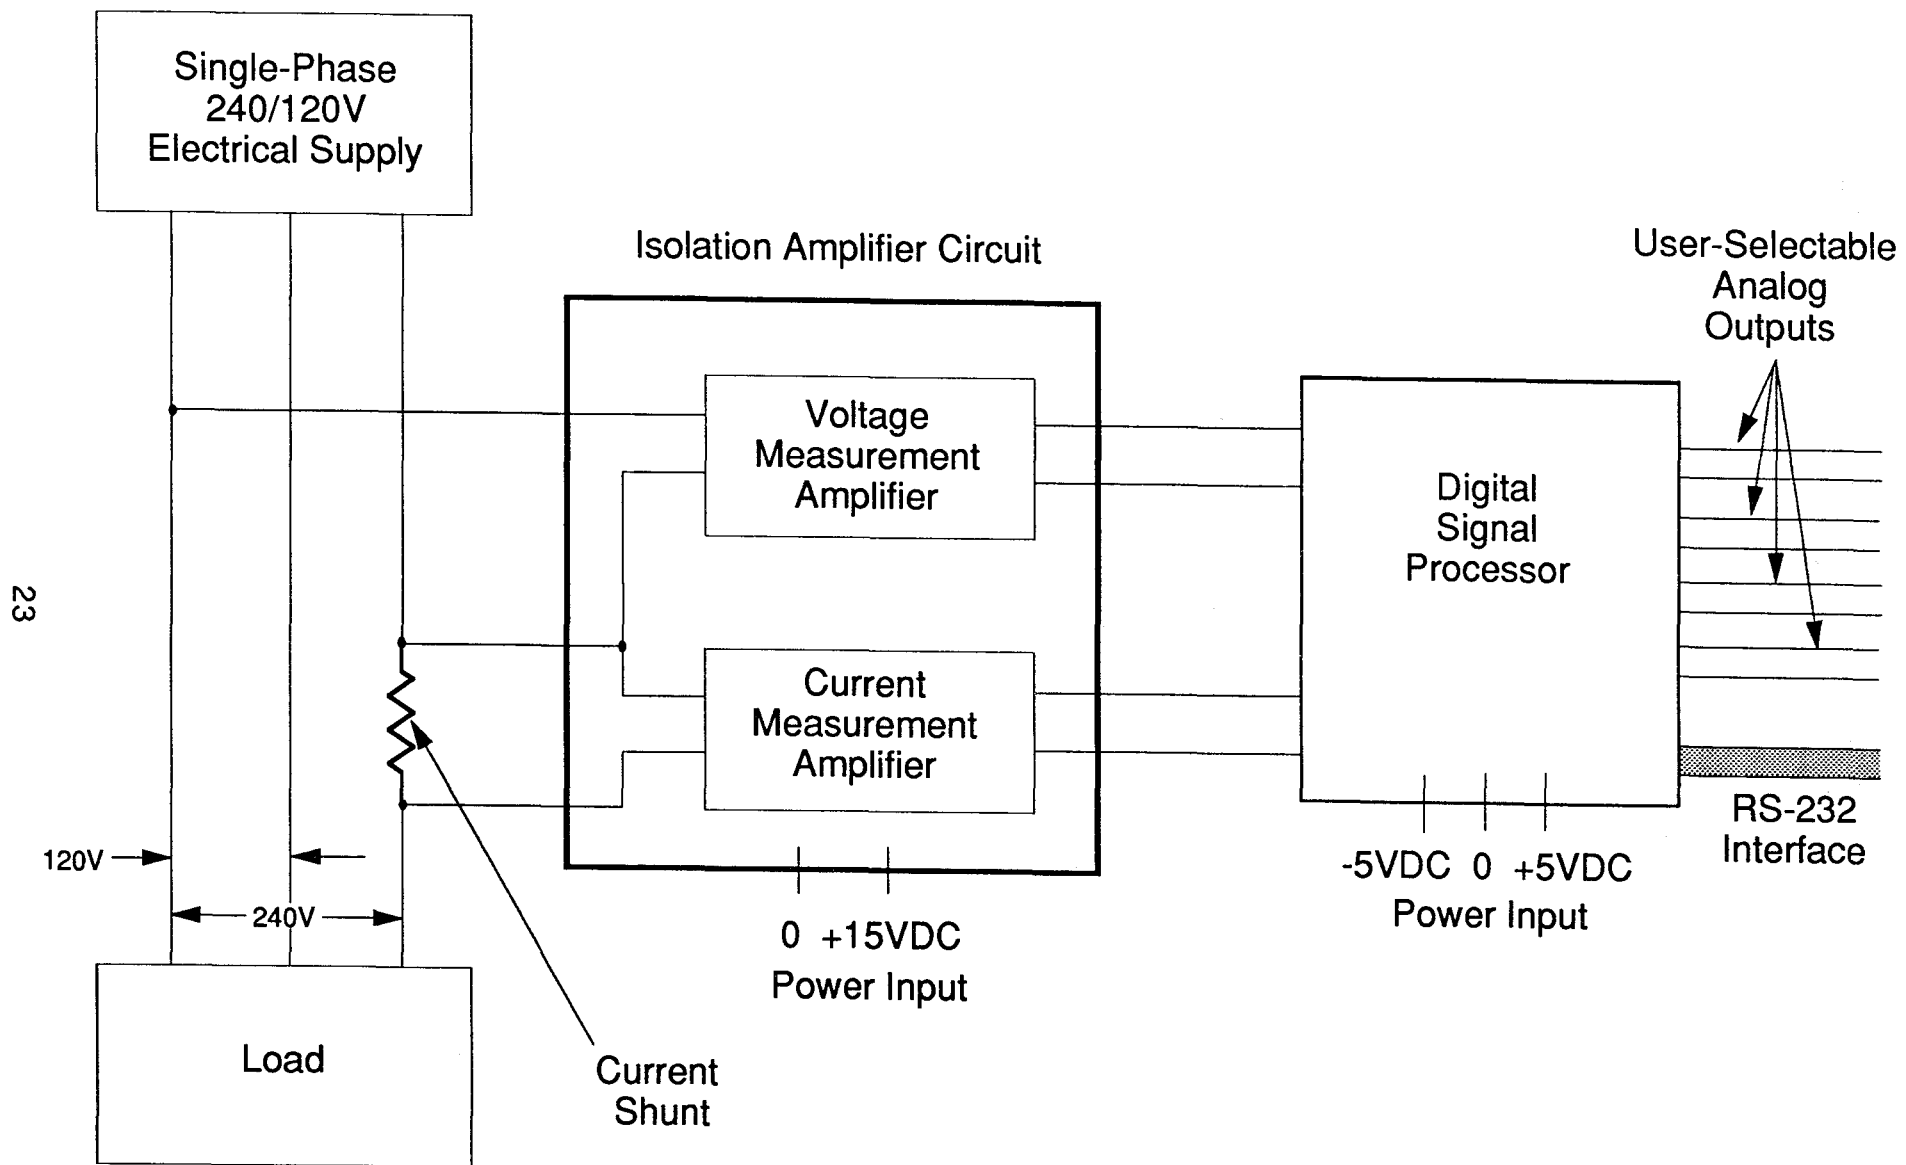 Single-Phase
240/120V
Electrical Supply
Isolation Amplifier Circuit
User-Selectable
Analog
Outputs
Voltage
Measurement
Amplifier
Digital
Signal
Processor
23
Current
Measurement
Amplifier
120V
240V
RS-232
Interface
-5VDC 0 +5VDC
Power Input
0 +15VDC
Power Input
Load
Current
Shunt